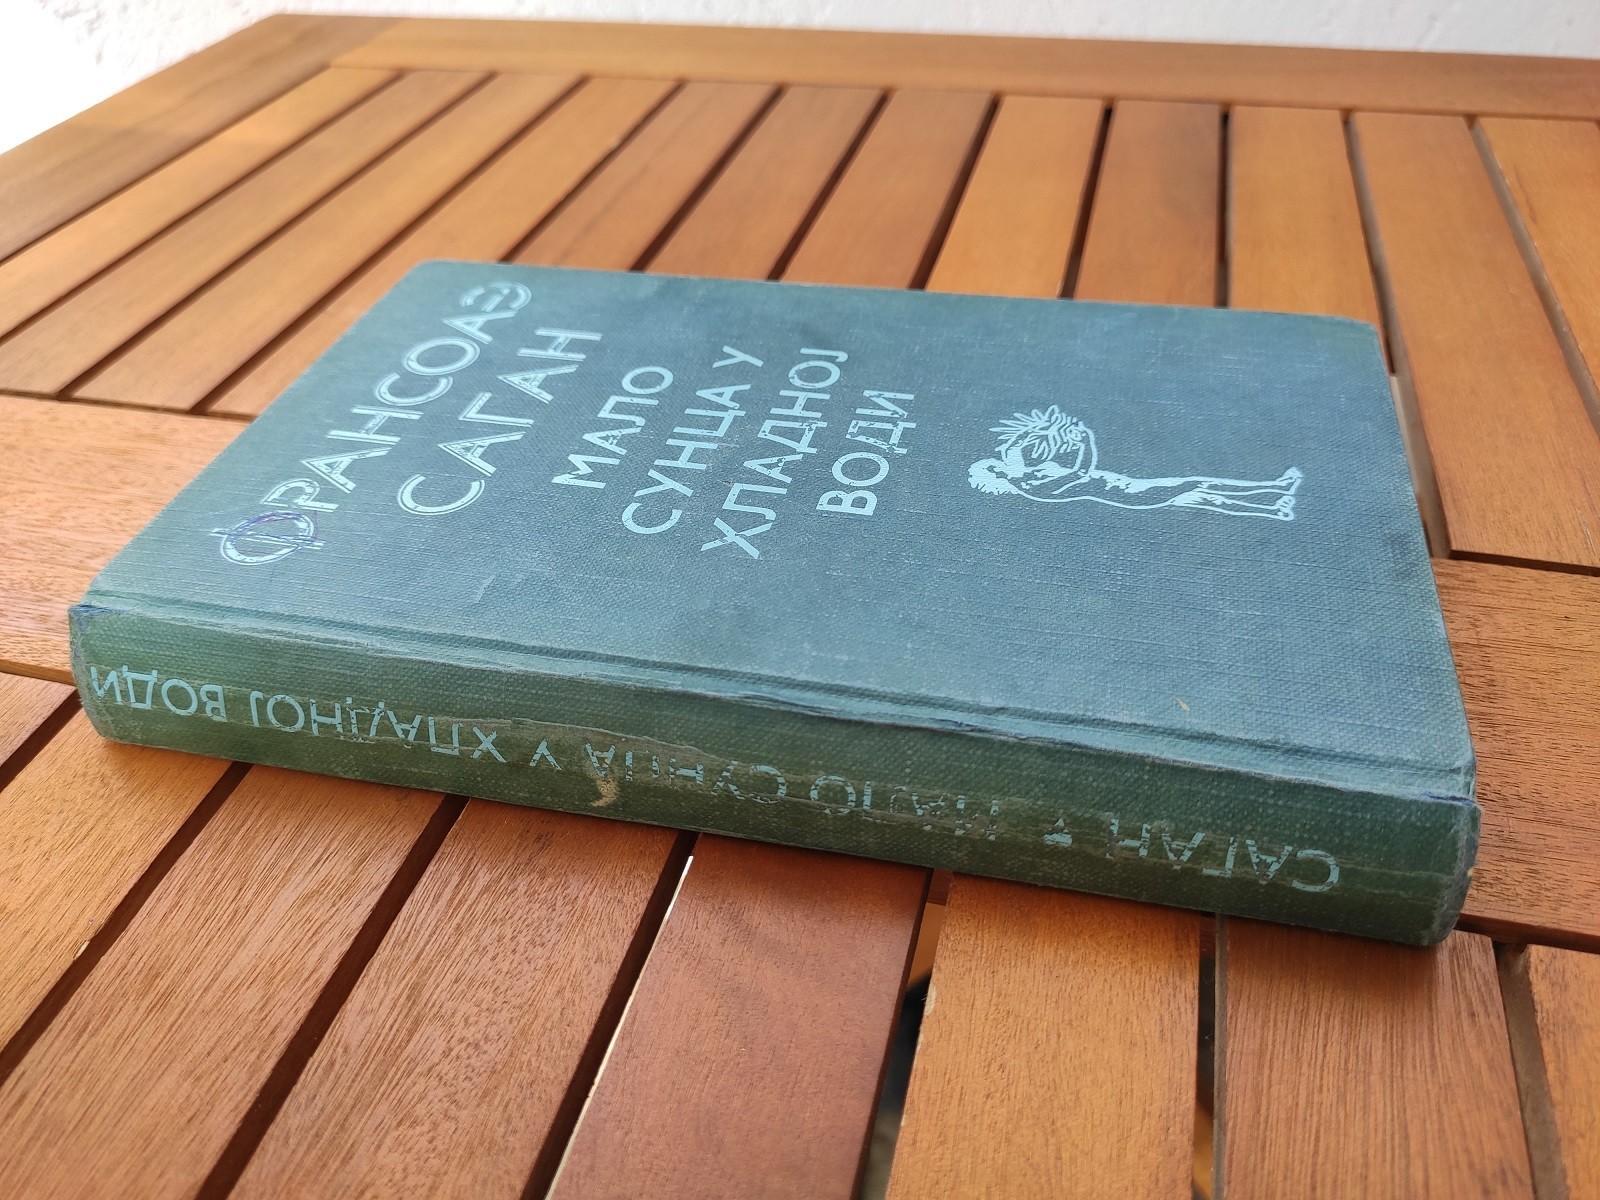 ФРАНСОАЗ
САГАН
МАЛО
СУНЦА У
ХЛАДНОЈ
ВОДИ
САГАН ★ МАЛО СУНЦА У ХЛАДНОЈ ВОДИ